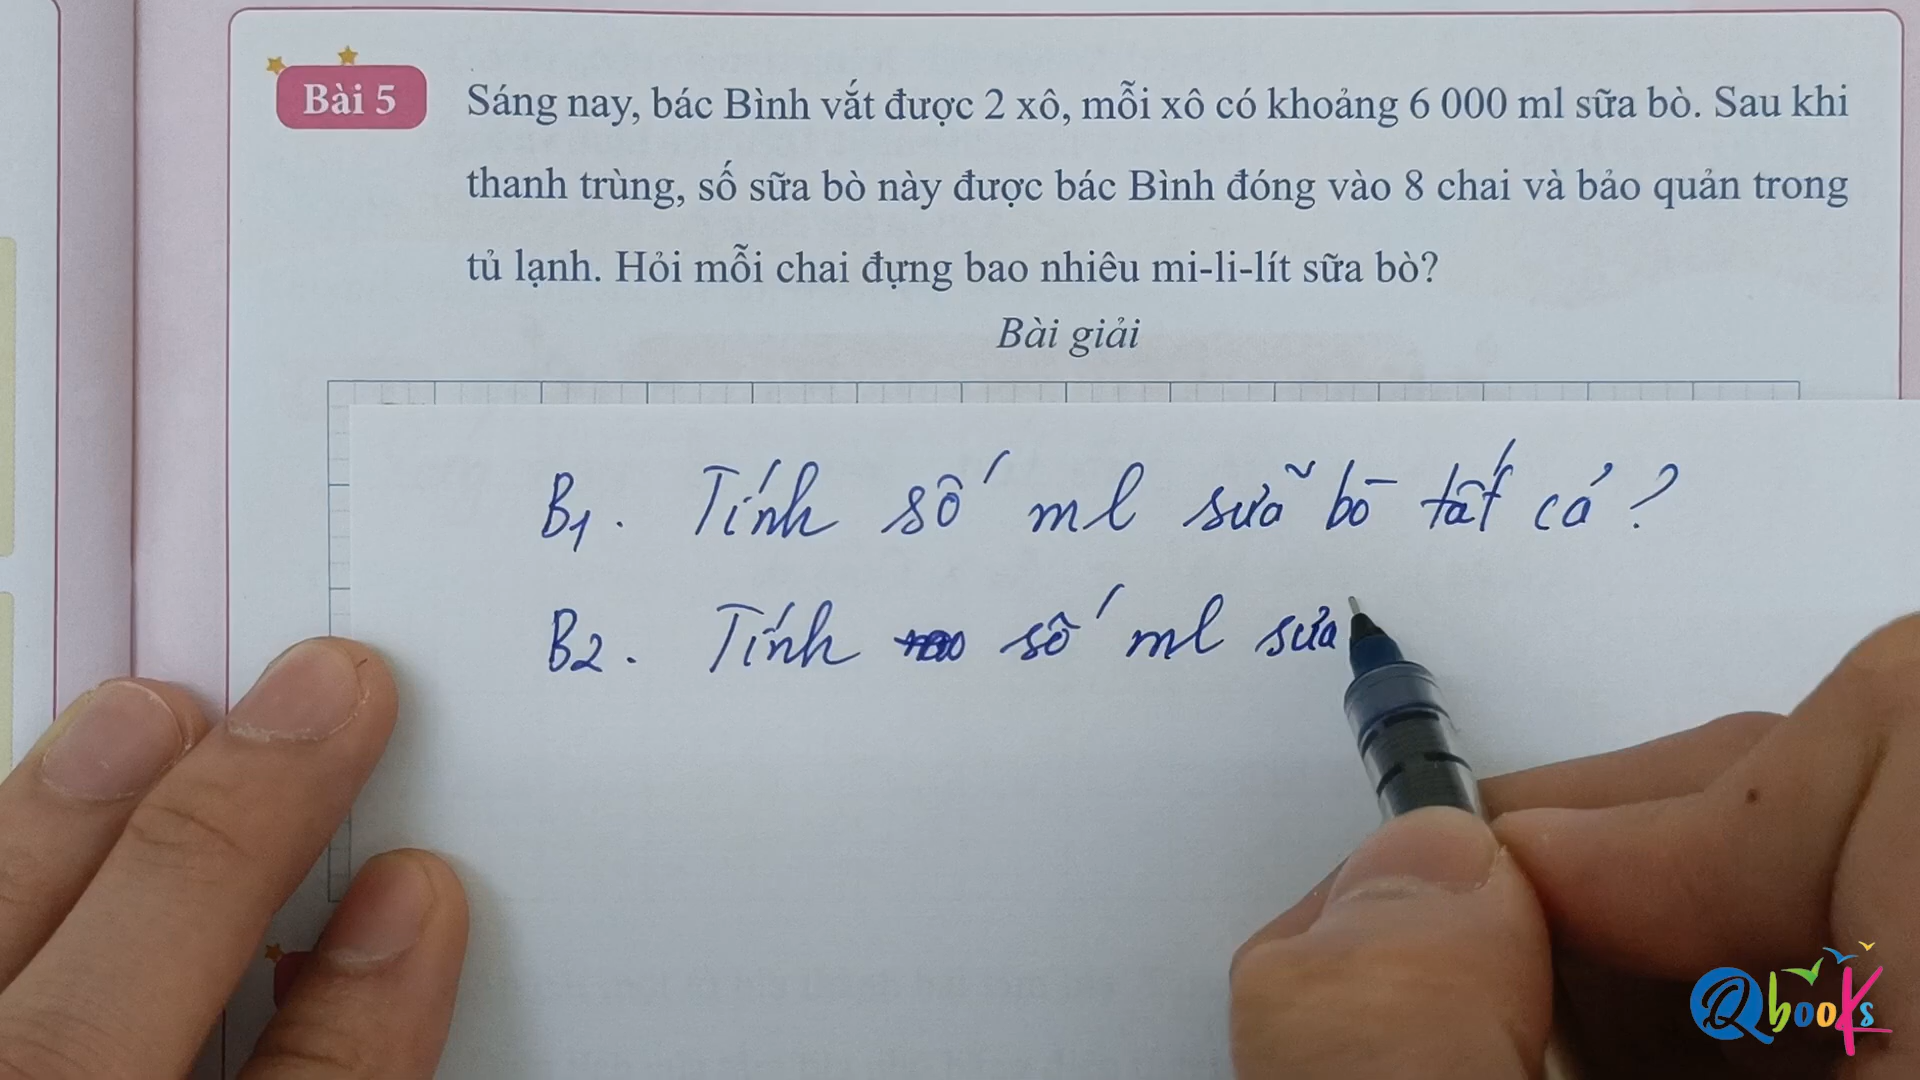 Bài 5
Sáng nay, bác Bình vắt được 2 xô, mỗi xô có khoảng 6 000 ml sữa bò. Sau khi
thanh trùng, số sữa bò này được bác Bình đóng vào 8 chai và bảo quản trong
tủ lạnh. Hỏi mỗi chai đựng bao nhiêu mi-li-lít sữa bò?
Bài giải
B1. Tính số ml sữa bò tất cả?
B2. Tính số ml sưa
Qbooks